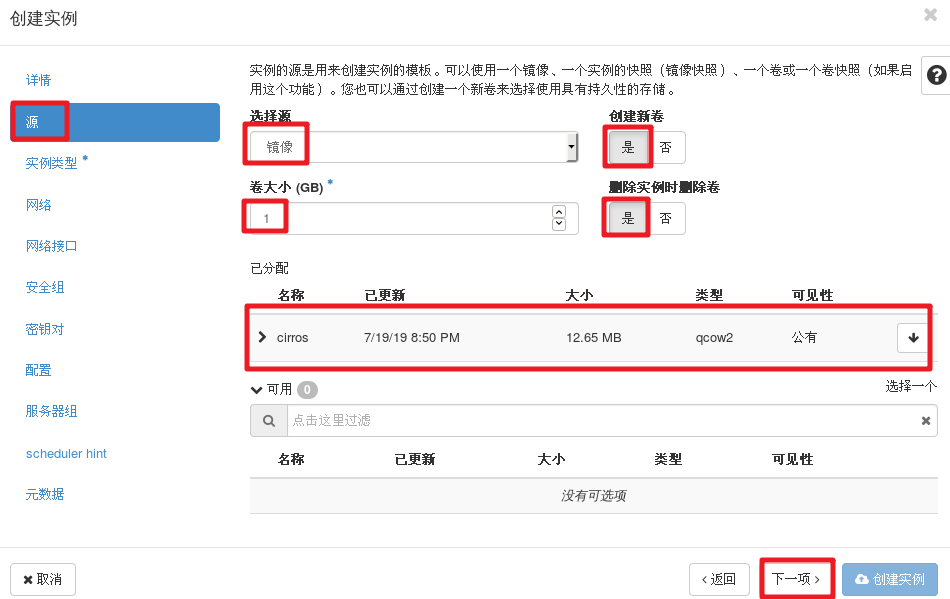 创建实例
详情
源
实例类型 *
网络
网络接口
安全组
密钥对
配置
服务器组
scheduler hint
元数据
实例的源是用来创建实例的模板。可以使用一个镜像、一个实例的快照（镜像快照）、一个卷或一个卷快照（如果启
用这个功能）。您也可以通过创建一个新卷来选择使用具有持久性的存储。
选择源 创建新卷
镜像 是 否
卷大小 (GB) * 删除实例时删除卷
1 是 否
已分配
名称 已更新 大小 类型 可见性
cirros 7/19/19 8:50 PM 12.65 MB qcow2 公有
可用 0 选择一个
点击这里过滤
名称 已更新 大小 类型 可见性
没有可选项
取消 ‹ 返回 下一项 › 创建实例